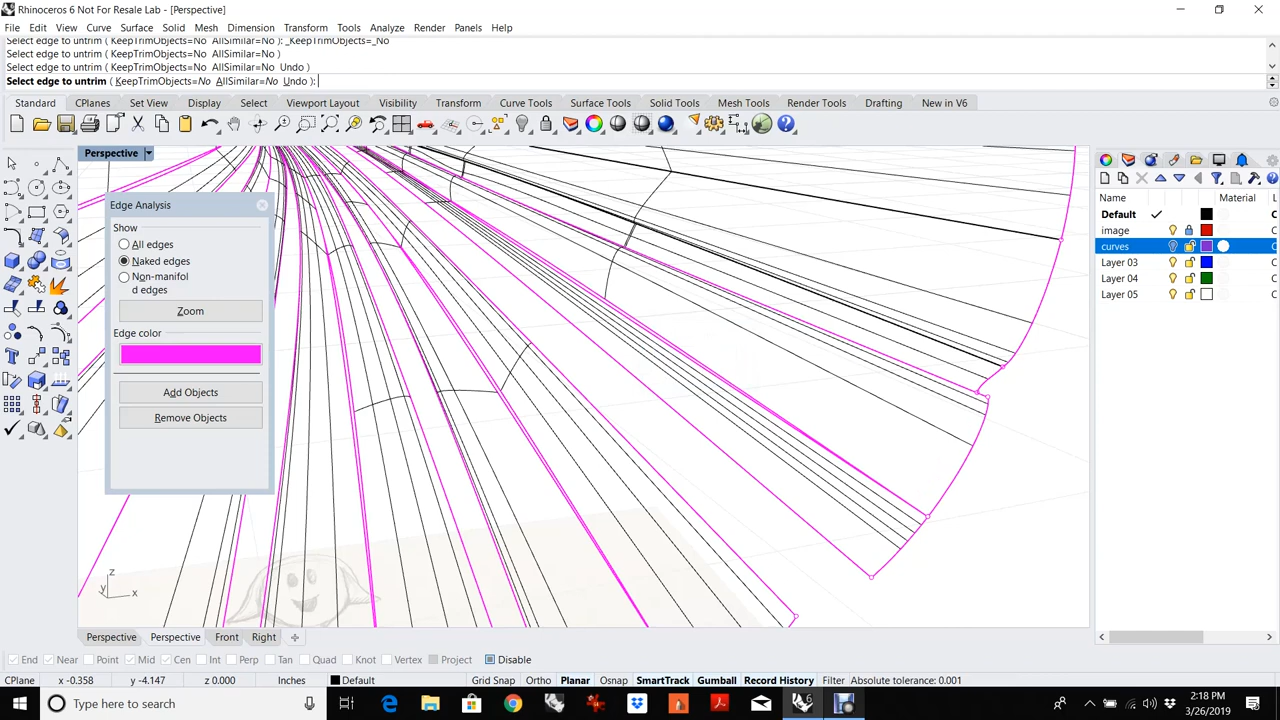 Rhinoceros 6 Not For Resale Lab - [Perspective]
File Edit View Curve Surface Solid Mesh Dimension Transform Tools Analyze Render Panels Help
Select edge to untrim ( KeepTrimObjects=No AllSimilar=No ): _KeepTrimObjects=_No
Select edge to untrim ( KeepTrimObjects=No AllSimilar=No )
Select edge to untrim ( KeepTrimObjects=No AllSimilar=No Undo )
Select edge to untrim ( KeepTrimObjects=No AllSimilar=No Undo ):
Standard CPlanes Set View Display Select Viewport Layout Visibility Transform Curve Tools Surface Tools Solid Tools Mesh Tools Render Tools Drafting New in V6
Perspective
Edge Analysis
Show
All edges
Naked edges
Non-manifol
d edges
Zoom
Edge color
Add Objects
Remove Objects
Name Material L
Default
image
curves
Layer 03
Layer 04
Layer 05
z
y x
Perspective Perspective Front Right
End Near Point Mid Cen Int Perp Tan Quad Knot Vertex Project Disable
CPlane x -0.358 y -4.147 z 0.000 Inches Default Grid Snap Ortho Planar Osnap SmartTrack Gumball Record History Filter Absolute tolerance: 0.001
Type here to search
2:18 PM
3/26/2019